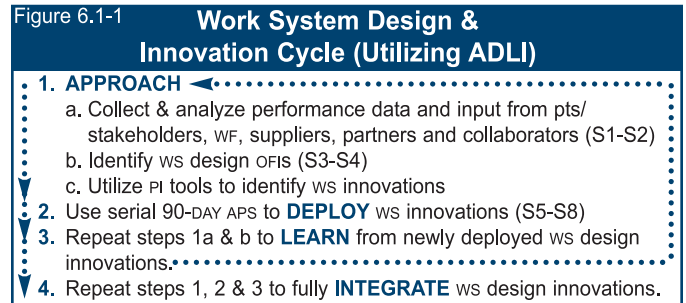 Figure 6.1-1
Work System Design &
Innovation Cycle (Utilizing ADLI)
1. APPROACH
a. Collect & analyze performance data and input from pts/
stakeholders, WF, suppliers, partners and collaborators (S1-S2)
b. Identify WS design OFIS (S3-S4)
c. Utilize PI tools to identify WS innovations
2. Use serial 90-DAY APS to DEPLOY WS innovations (S5-S8)
3. Repeat steps 1a & b to LEARN from newly deployed WS design
innovations.
4. Repeat steps 1, 2 & 3 to fully INTEGRATE WS design innovations.